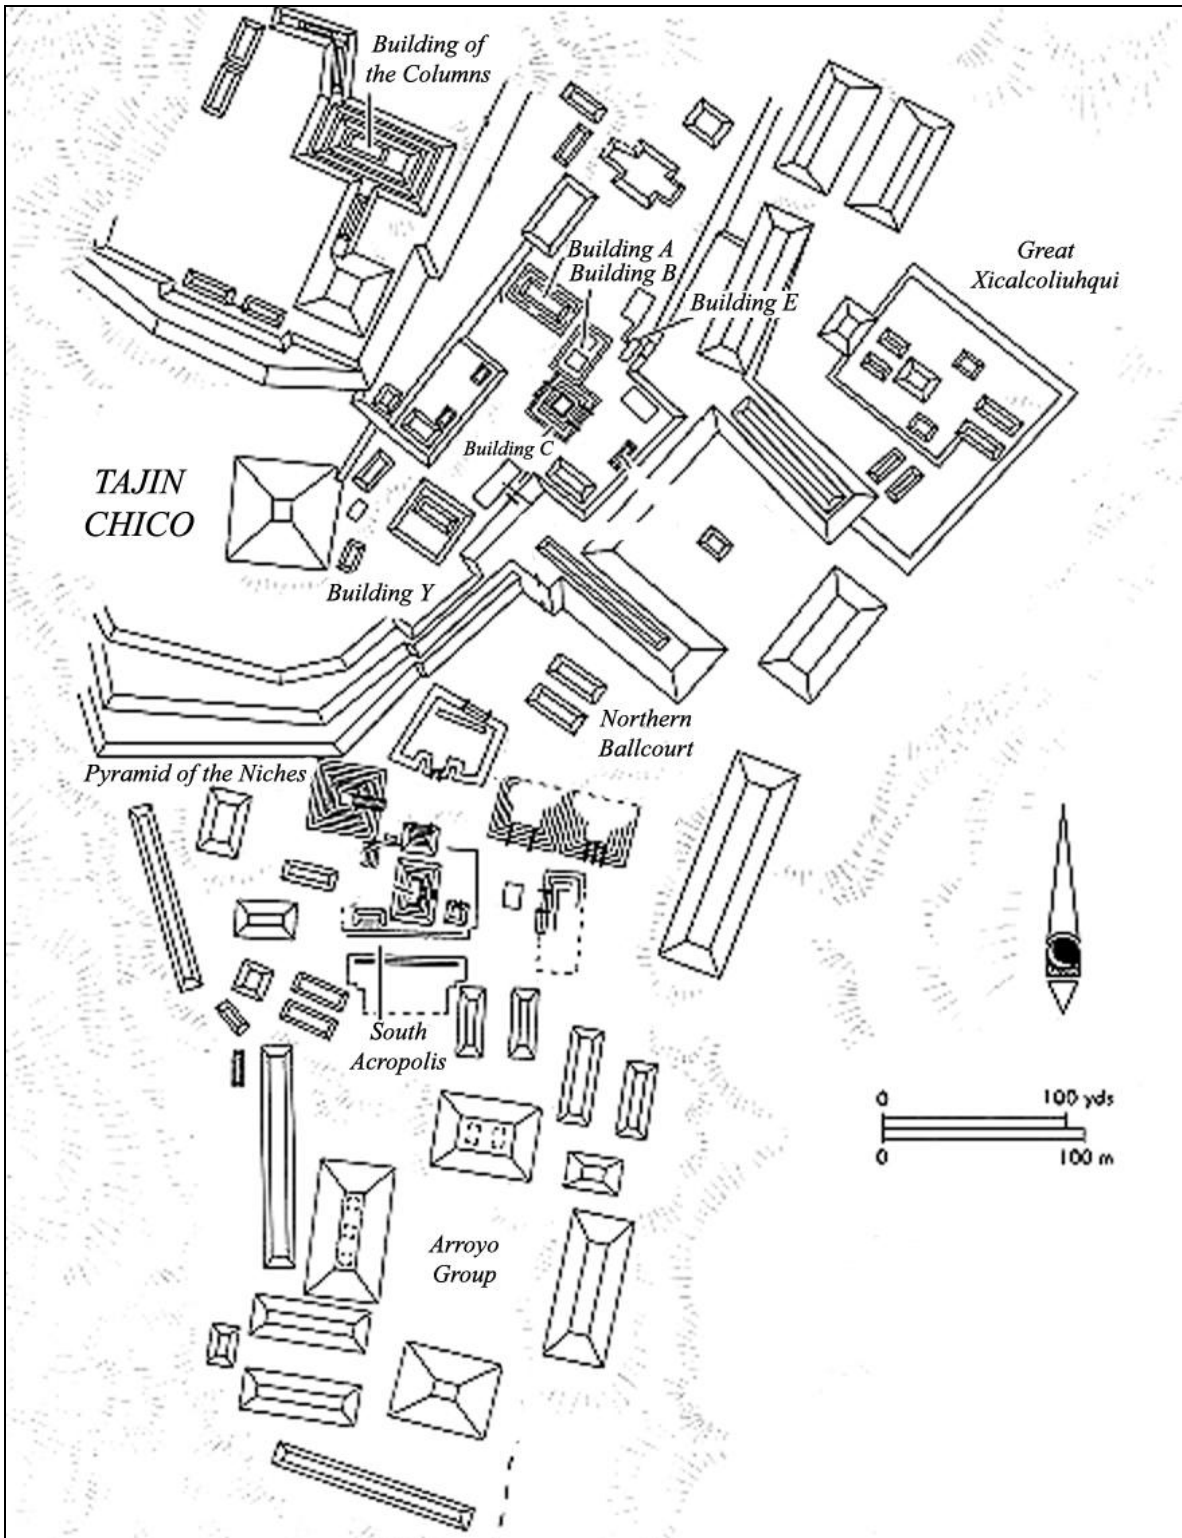 Building of
the Columns
Building A
Building B
Building E
Great
Xicalcoliuhqui
Building C
TAJIN
CHICO
Building Y
Northern
Ballcourt
Pyramid of the Niches
South
Acropolis
0 100 yds
0 100 m
Arroyo
Group